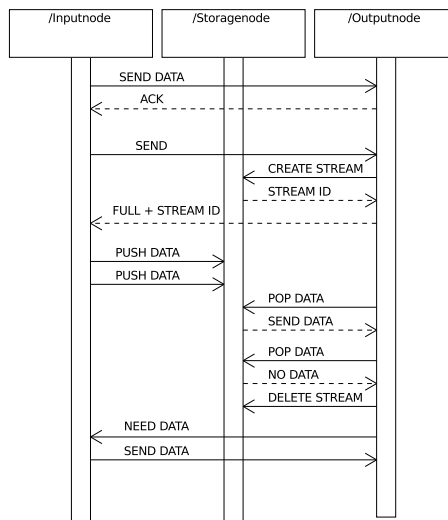 /Inputnode
/Storagenode
/Outputnode
SEND DATA
ACK
SEND
CREATE STREAM
STREAM ID
FULL + STREAM ID
PUSH DATA
PUSH DATA
POP DATA
SEND DATA
POP DATA
NO DATA
DELETE STREAM
NEED DATA
SEND DATA